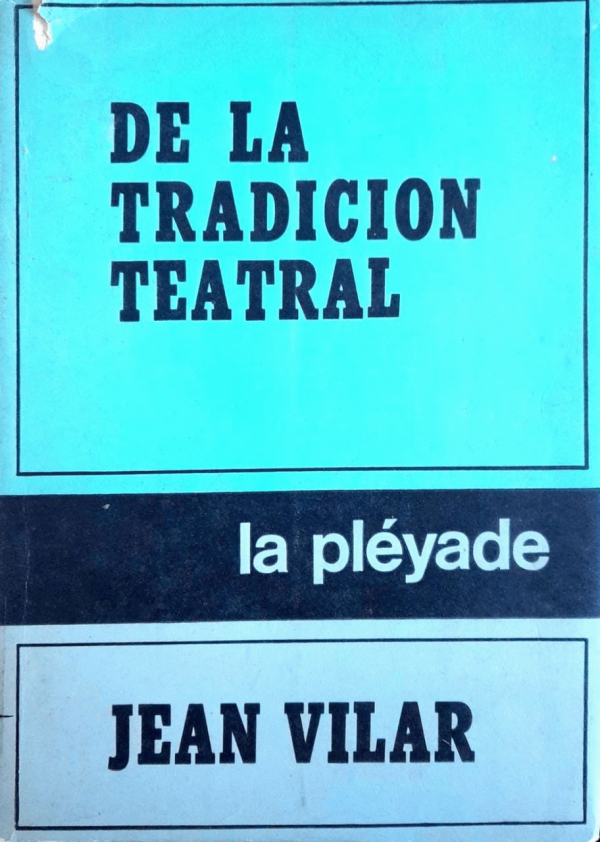 DE LA
TRADICION
TEATRAL
la pléyade
JEAN VILAR